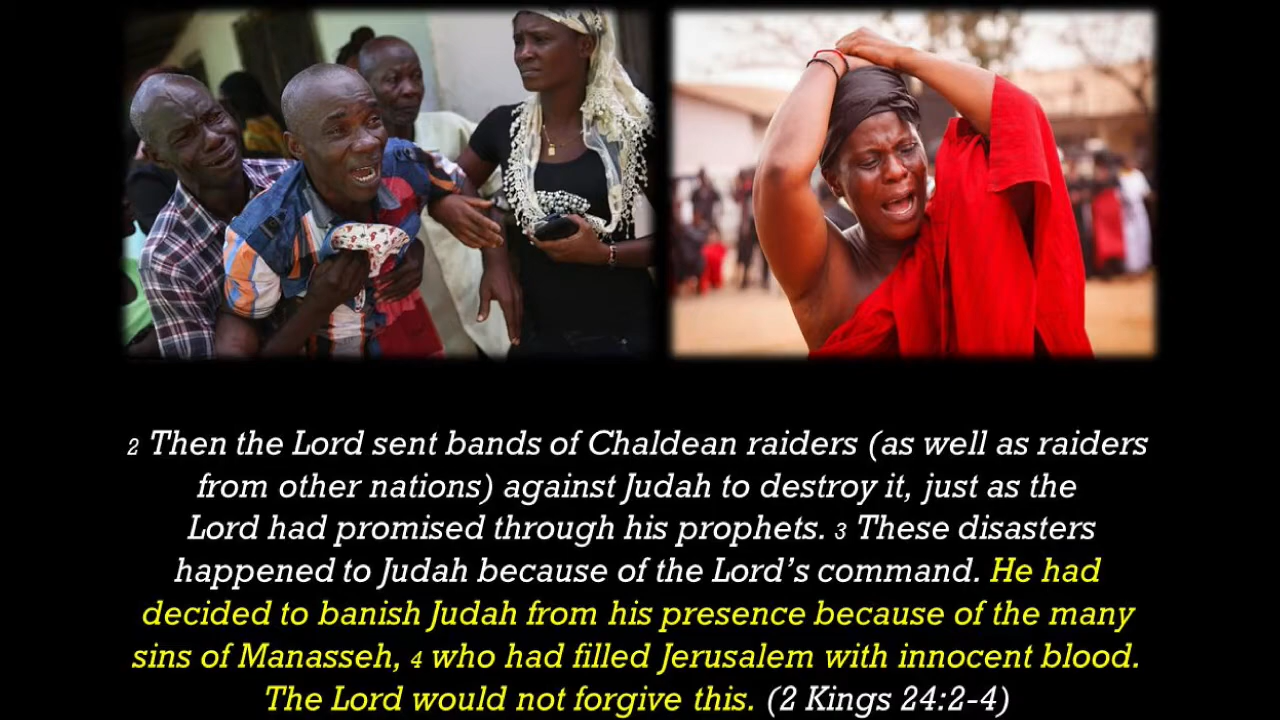 2 Then the Lord sent bands of Chaldean raiders (as well as raiders
from other nations) against Judah to destroy it, just as the
Lord had promised through his prophets. 3 These disasters
happened to Judah because of the Lord’s command. He had
decided to banish Judah from his presence because of the many
sins of Manasseh, 4 who had filled Jerusalem with innocent blood.
The Lord would not forgive this. (2 Kings 24:2-4)